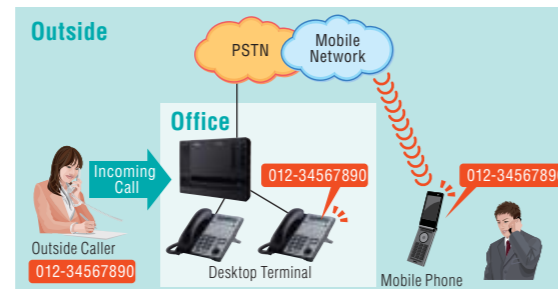 Outside
PSTN
Mobile
Network
Office
Incoming
Call
012-34567890
012-34567890
Outside Caller
012-34567890
Desktop Terminal
Mobile Phone